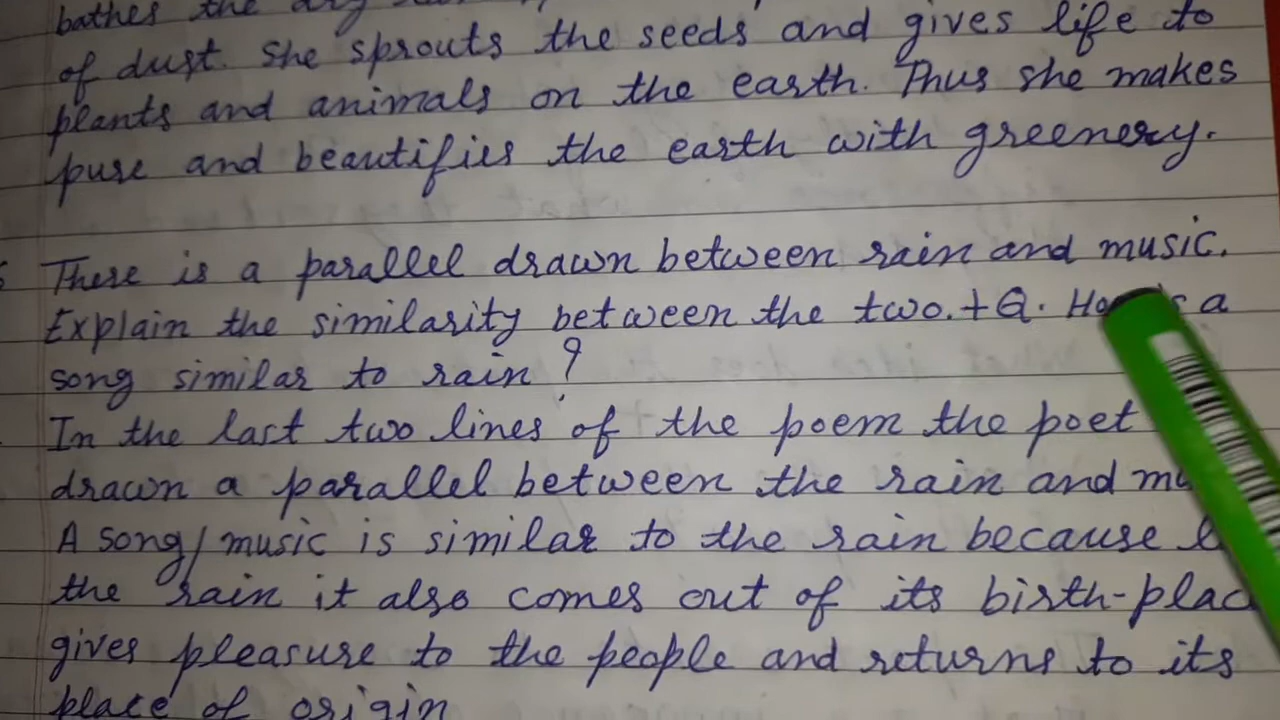 bathes the dry
of dust. She sprouts the seeds and gives life to
plants and animals on the earth. Thus she makes
pure and beautifies the earth with greenery.
There is a parallel drawn between rain and music.
Explain the similarity between the two. + Q. a
song similar to rain?
In the last two lines of the poem the poet
drawn a parallel between the rain and
A song/music is similar to the rain because
the rain it also comes out of its birth-plac
gives pleasure to the people and returns to its
place of origin